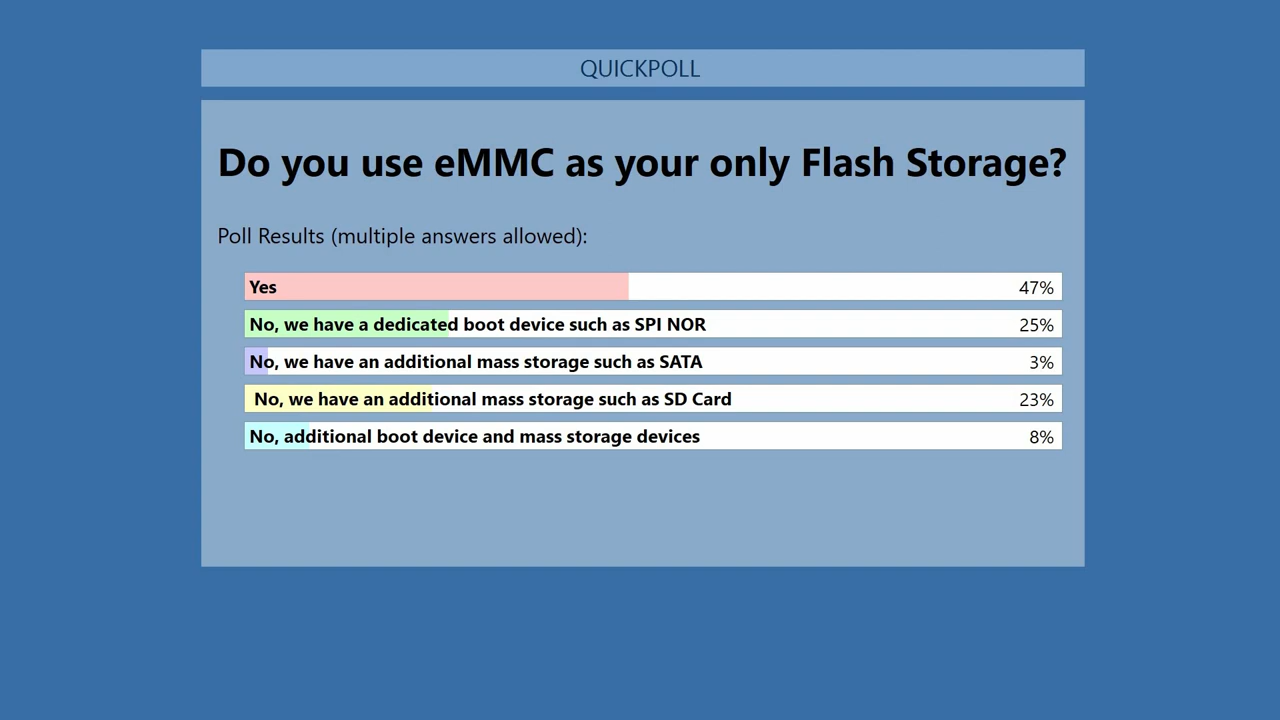 QUICKPOLL
Do you use eMMC as your only Flash Storage?
Poll Results (multiple answers allowed):
Yes 47%
No, we have a dedicated boot device such as SPI NOR 25%
No, we have an additional mass storage such as SATA 3%
No, we have an additional mass storage such as SD Card 23%
No, additional boot device and mass storage devices 8%